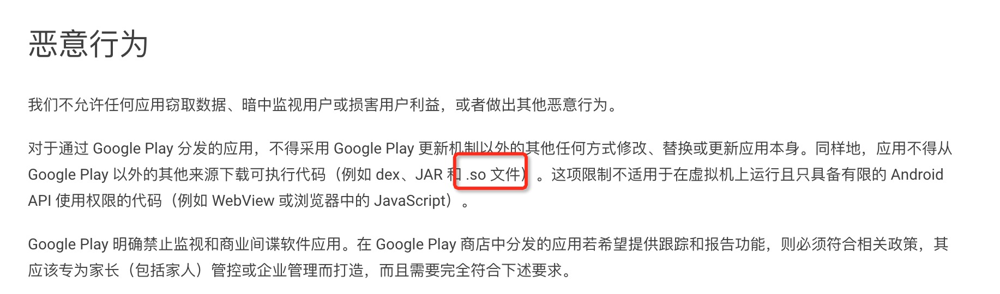 恶意行为
我们不允许任何应用窃取数据、暗中监视用户或损害用户利益，或者做出其他恶意行为。
对于通过 Google Play 分发的应用，不得采用 Google Play 更新机制以外的其他任何方式修改、替换或更新应用本身。同样地，应用不得从
Google Play 以外的其他来源下载可执行代码（例如 dex、JAR 和 .so 文件）。这项限制不适用于在虚拟机上运行且只具备有限的 Android
API 使用权限的代码（例如 WebView 或浏览器中的 JavaScript）。
Google Play 明确禁止监视和商业间谍软件应用。在 Google Play 商店中分发的应用若希望提供跟踪和报告功能，则必须符合相关政策，其
应该专为家长（包括家人）管控或企业管理而打造，而且需要完全符合下述要求。